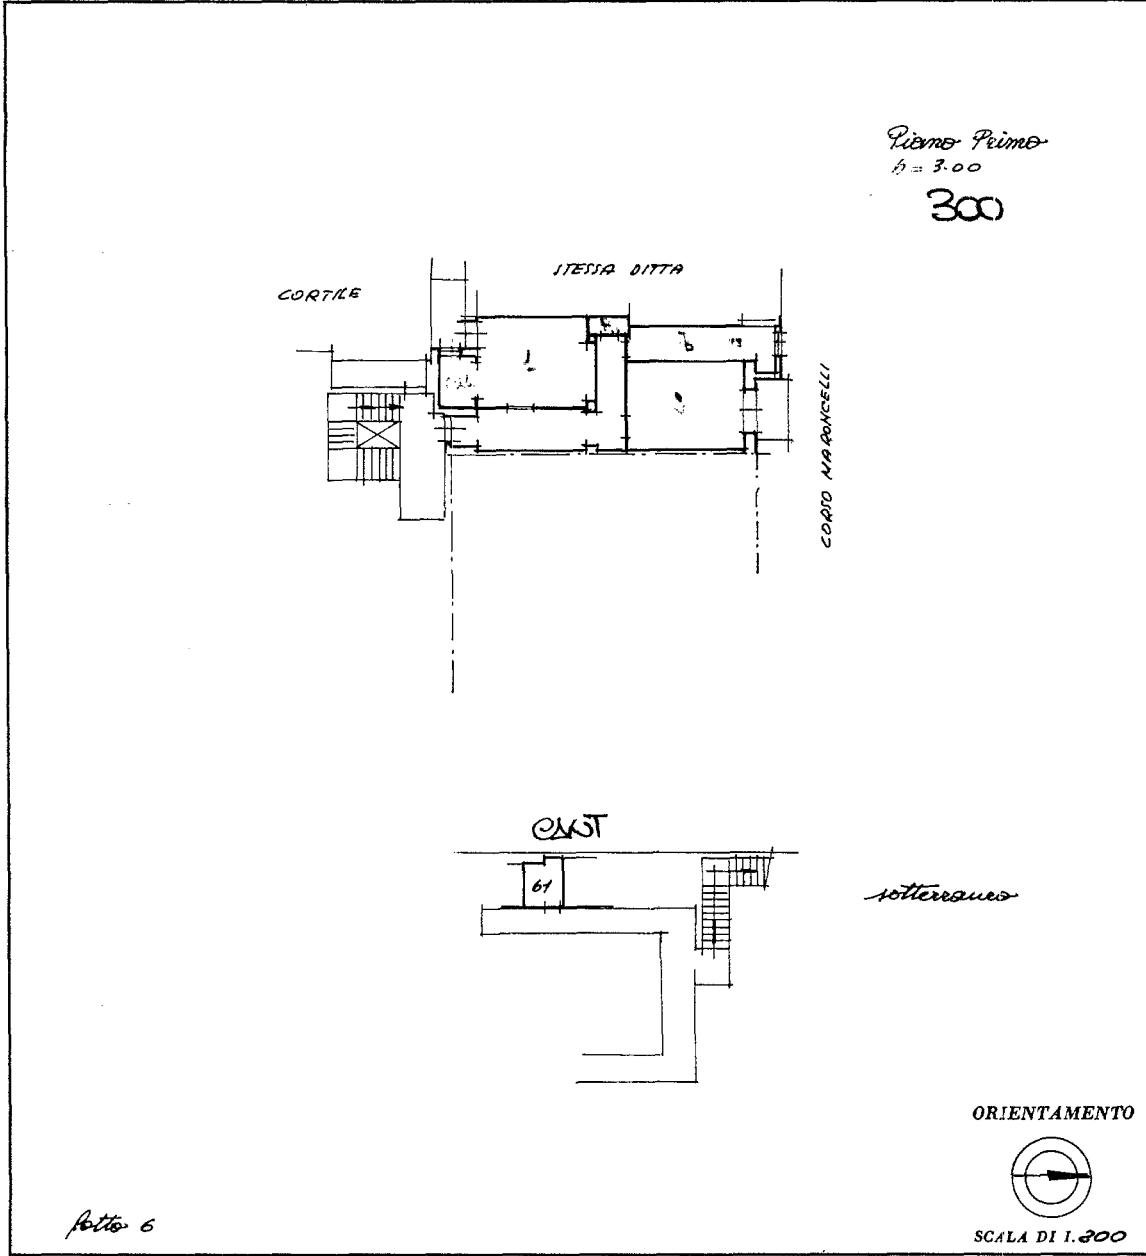 Piano Primo
h = 3.00
300
STESSA DITTA
CORTILE
CORSO MARONCELLI
CANT
61
sotterraneo
ORIENTAMENTO
SCALA DI 1.200
6